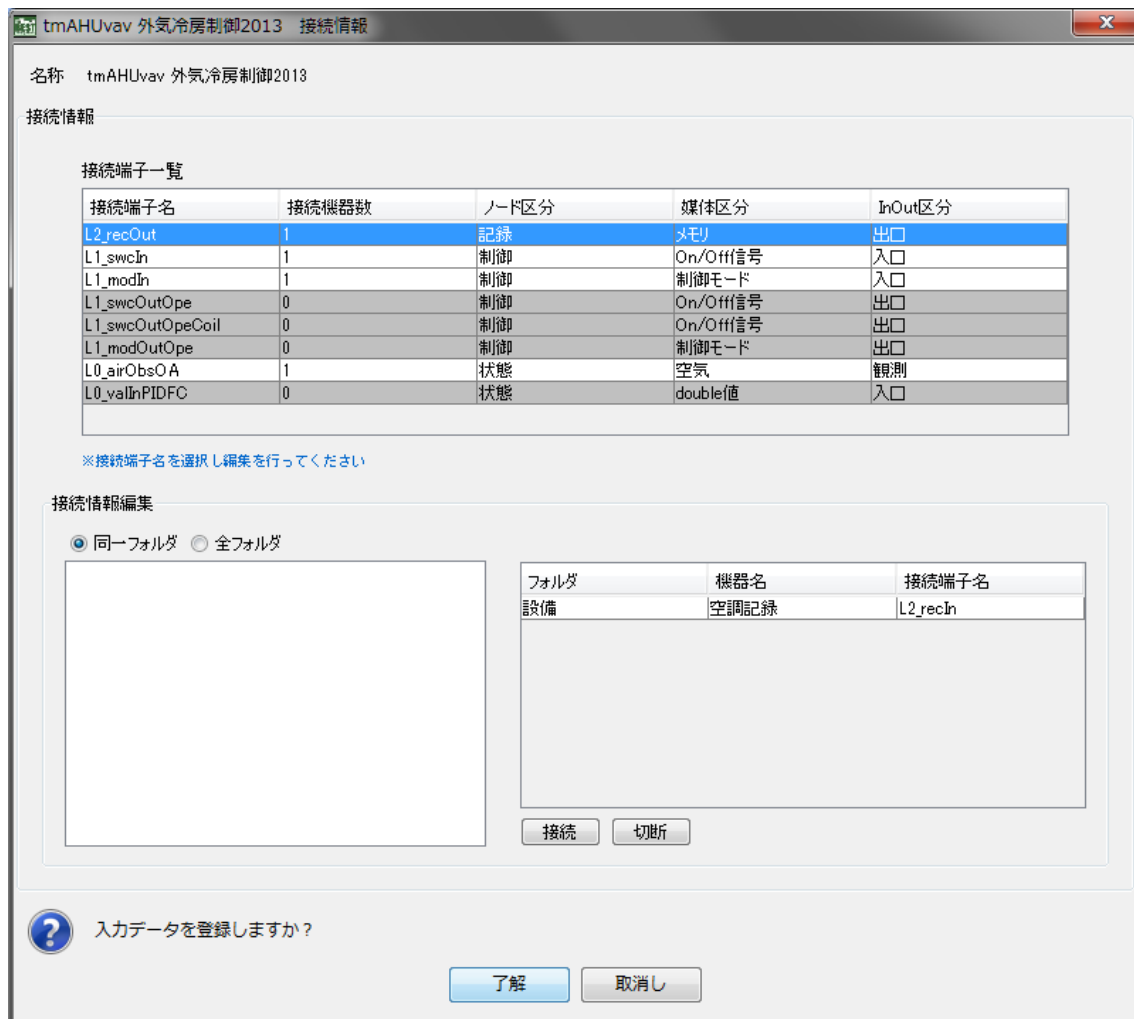 tmAHUvav 外気冷房制御2013　接続情報
名称　tmAHUvav 外気冷房制御2013
接続情報
接続端子一覧
接続端子名 接続機器数 ノード区分 媒体区分 InOut区分
L2_recOut 1 記録 メモリ 出口
L1_swcIn 1 制御 On/Off信号 入口
L1_modIn 1 制御 制御モード 入口
L1_swcOutOpe 0 制御 On/Off信号 出口
L1_swcOutOpeCoil 0 制御 On/Off信号 出口
L1_modOutOpe 0 制御 制御モード 出口
L0_airObsOA 1 状態 空気 観測
L0_valInPIDFC 0 状態 double値 入口
※接続端子名を選択し編集を行ってください
接続情報編集
同一フォルダ 全フォルダ
フォルダ 機器名 接続端子名
設備 空調記録 L2_recIn
接続 切断
入力データを登録しますか？
了解 取消し